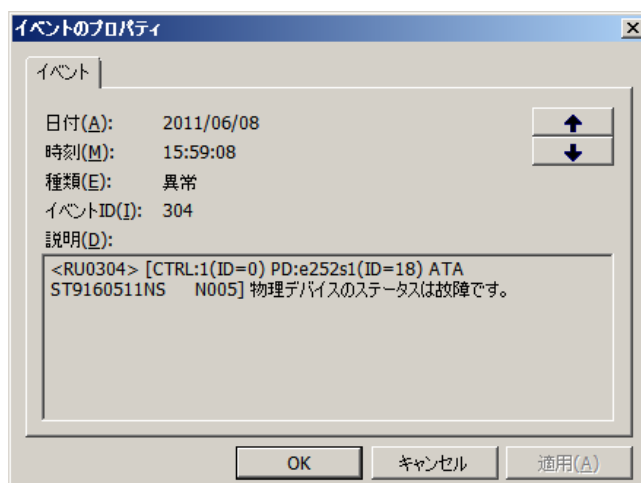 イベントのプロパティ
イベント
日付(A): 2011/06/08
時刻(M): 15:59:08
種類(E): 異常
イベントID(I): 304
説明(D):
<RU0304> [CTRL:1(ID=0) PD:e252s1(ID=18) ATA
ST9160511NS N005] 物理デバイスのステータスは故障です。
OK キャンセル 適用(A)